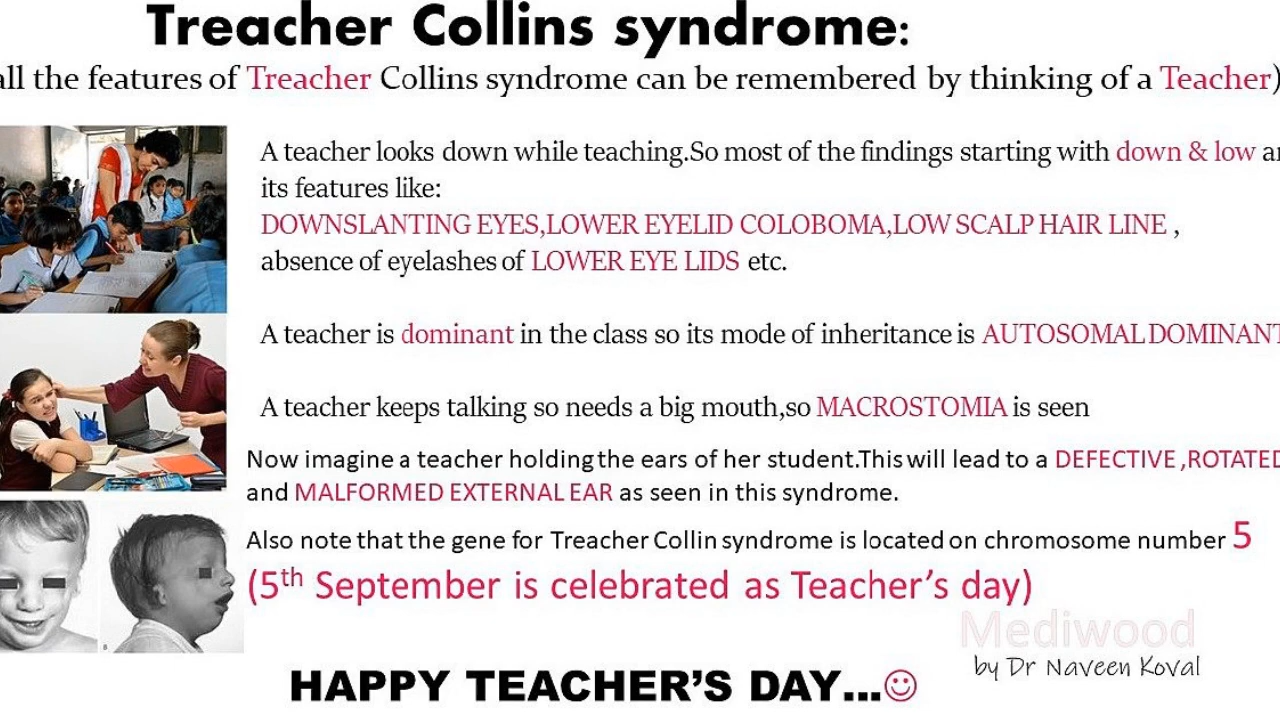 Treacher Collins syndrome:
all the features of Treacher Collins syndrome can be remembered by thinking of a Teacher)
A teacher looks down while teaching.So most of the findings starting with down & low
its features like:
DOWNSLANTING EYES,LOWER EYELID COLOBOMA,LOW SCALP HAIR LINE ,
absence of eyelashes of LOWER EYE LIDS etc.
A teacher is dominant in the class so its mode of inheritance is AUTOSOMAL DOMINANT
A teacher keeps talking so needs a big mouth,so MACROSTOMIA is seen
Now imagine a teacher holding the ears of her student.This will lead to a DEFECTIVE ,ROTATED
and MALFORMED EXTERNAL EAR as seen in this syndrome.
Also note that the gene for Treacher Collin syndrome is located on chromosome number 5
(5th September is celebrated as Teacher's day)
Mediwood
by Dr Naveen Koval
HAPPY TEACHER'S DAY...☺